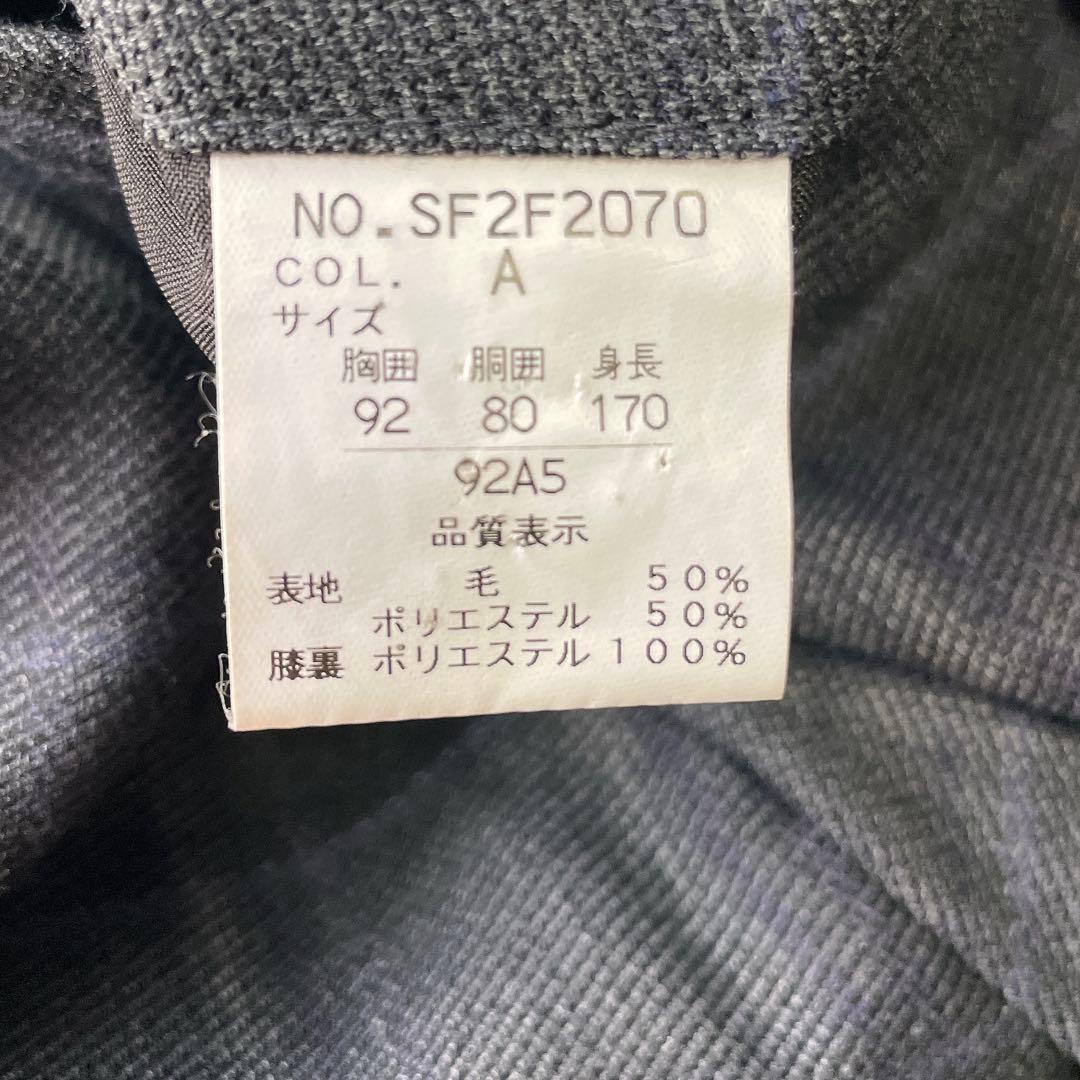 NO.SF2F2070
COL. A
サイズ
胸囲 胴囲 身長
92 80 170
92A5
品質表示
表地 毛 50%
ポリエステル 50%
膝裏 ポリエステル 100%